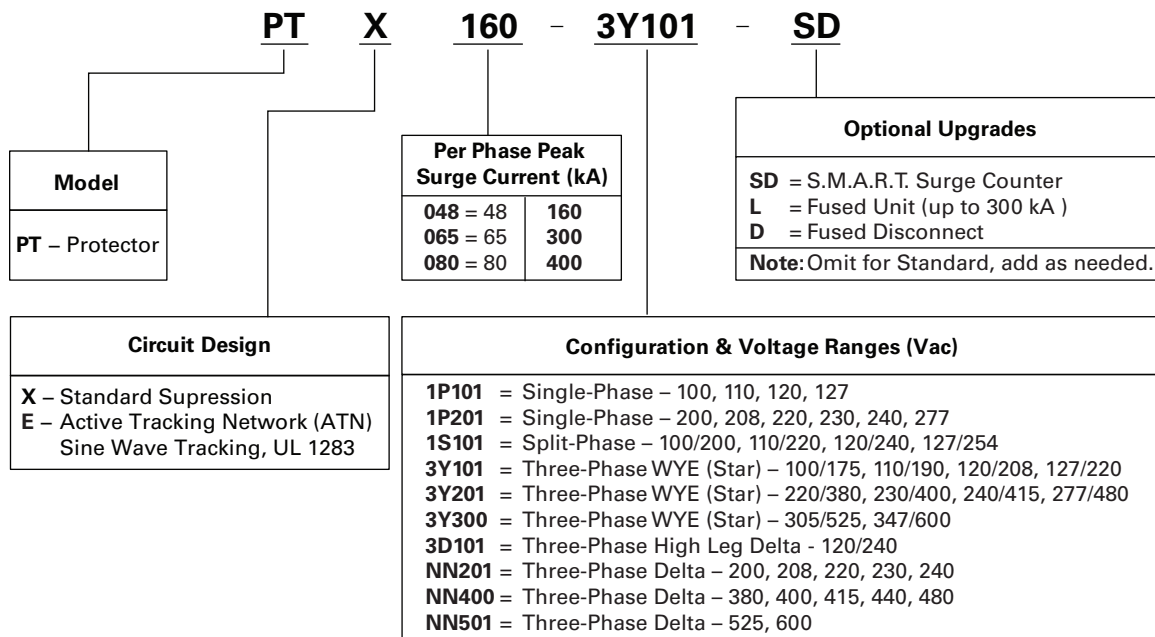 PT X 160 – 3Y101 - SD
Model
PT – Protector
Per Phase Peak
Surge Current (kA)
048 = 48 160
065 = 65 300
080 = 80 400
Optional Upgrades
SD = S.M.A.R.T. Surge Counter
L = Fused Unit (up to 300 kA )
D = Fused Disconnect
Note: Omit for Standard, add as needed.
Circuit Design
X – Standard Supression
E – Active Tracking Network (ATN)
Sine Wave Tracking, UL 1283
Configuration & Voltage Ranges (Vac)
1P101 = Single-Phase – 100, 110, 120, 127
1P201 = Single-Phase – 200, 208, 220, 230, 240, 277
1S101 = Split-Phase – 100/200, 110/220, 120/240, 127/254
3Y101 = Three-Phase WYE (Star) – 100/175, 110/190, 120/208, 127/220
3Y201 = Three-Phase WYE (Star) – 220/380, 230/400, 240/415, 277/480
3Y300 = Three-Phase WYE (Star) – 305/525, 347/600
3D101 = Three-Phase High Leg Delta - 120/240
NN201 = Three-Phase Delta – 200, 208, 220, 230, 240
NN400 = Three-Phase Delta – 380, 400, 415, 440, 480
NN501 = Three-Phase Delta – 525, 600